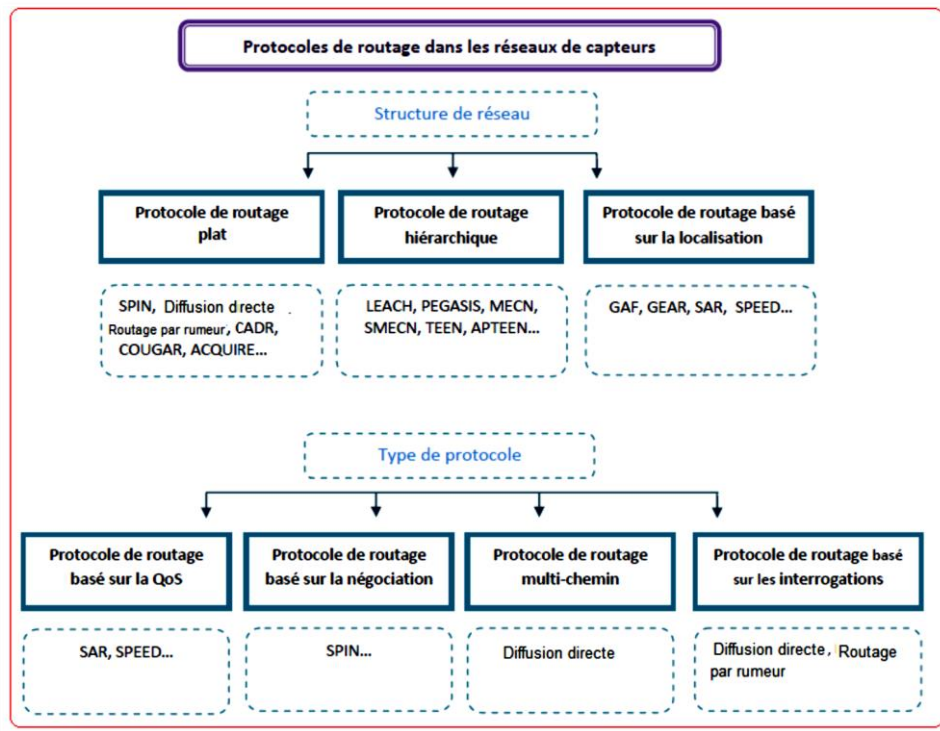 Protocoles de routage dans les réseaux de capteurs
Structure de réseau
Protocole de routage
plat
Protocole de routage
hiérarchique
Protocole de routage basé
sur la localisation
SPIN, Diffusion directe .
Routage par rumeur, CADR,
COUGAR, ACQUIRE...
LEACH, PEGASIS, MECN,
SMECN, TEEN, APTEEN...
GAF, GEAR, SAR, SPEED...
Type de protocole
Protocole de routage
basé sur la QoS
Protocole de routage
basé sur la négociation
Protocole de routage
multi-chemin
Protocole de routage basé
sur les interrogations
SAR, SPEED...
SPIN...
Diffusion directe
Diffusion directe, Routage
par rumeur